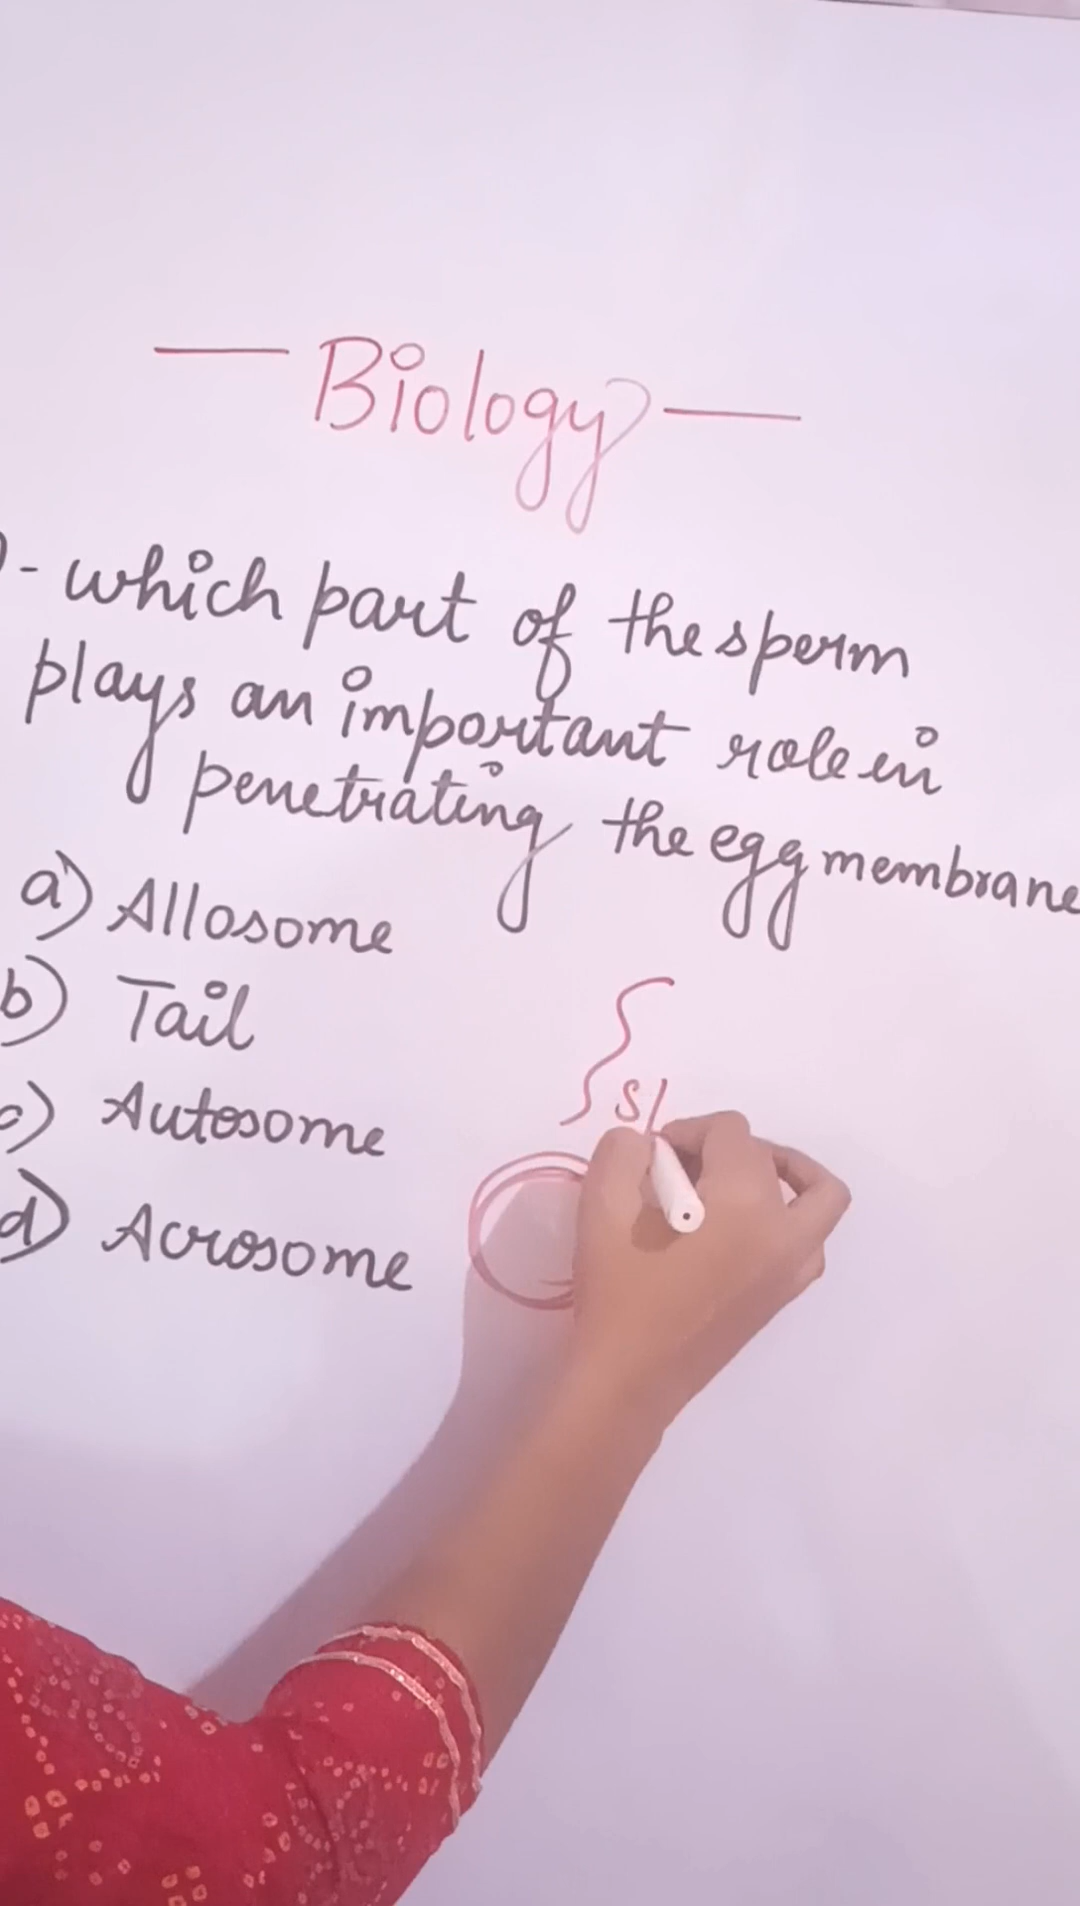 Biology
- which part of the sperm
plays an important role in
penetrating the egg membrane
a) Allosome
b) Tail
c) Autosome
d) Acrosome